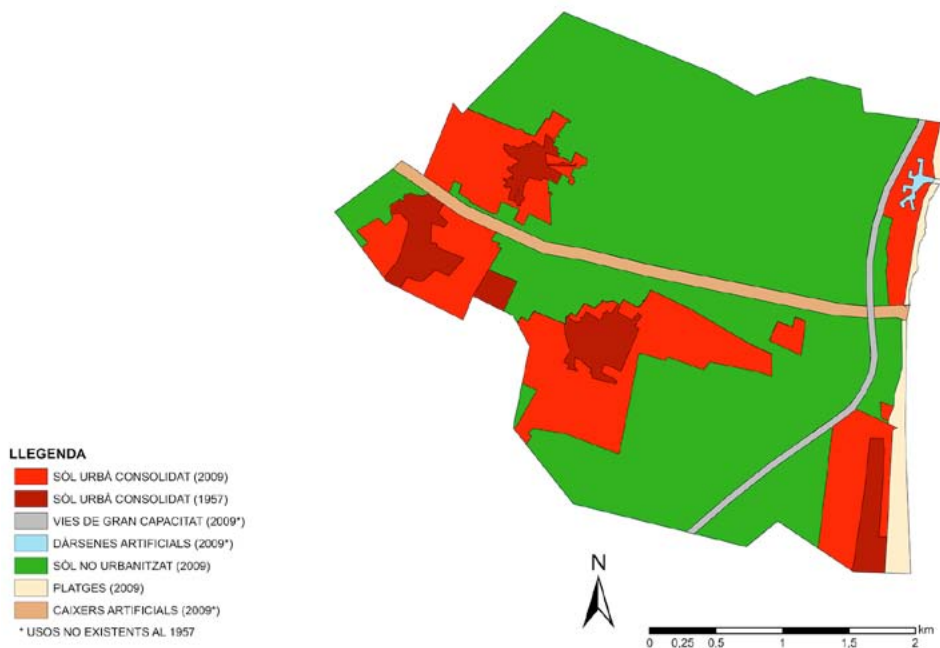 LLEGENDA
SÒL URBÀ CONSOLIDAT (2009)
SÒL URBÀ CONSOLIDAT (1957)
VIES DE GRAN CAPACITAT (2009*)
DÀRSENES ARTIFICIALS (2009*)
SÒL NO URBANITZAT (2009)
PLATGES (2009)
CAIXERS ARTIFICIALS (2009*)
* USOS NO EXISTENTS AL 1957
N
km
0 0,25 0,5 1 1,5 2